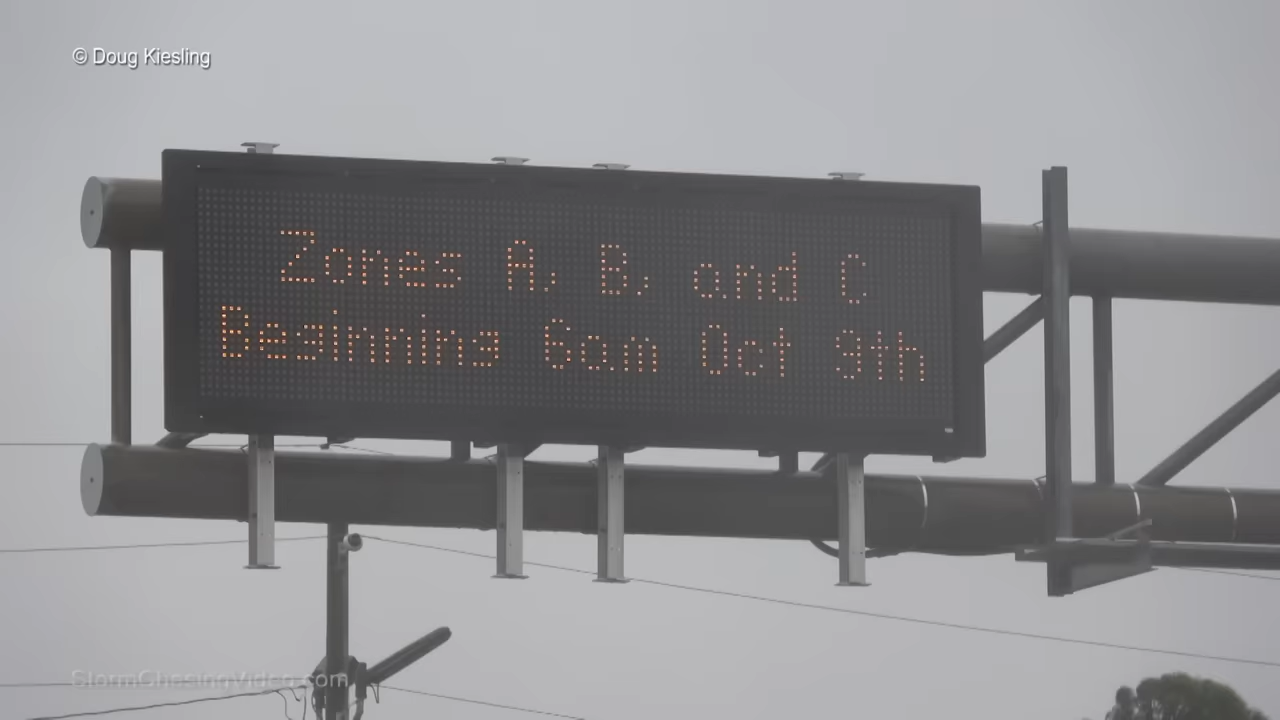 © Doug Kiesling
Zones A, B, and C
Beginning 6am Oct 9th
StormChasingVideo.com